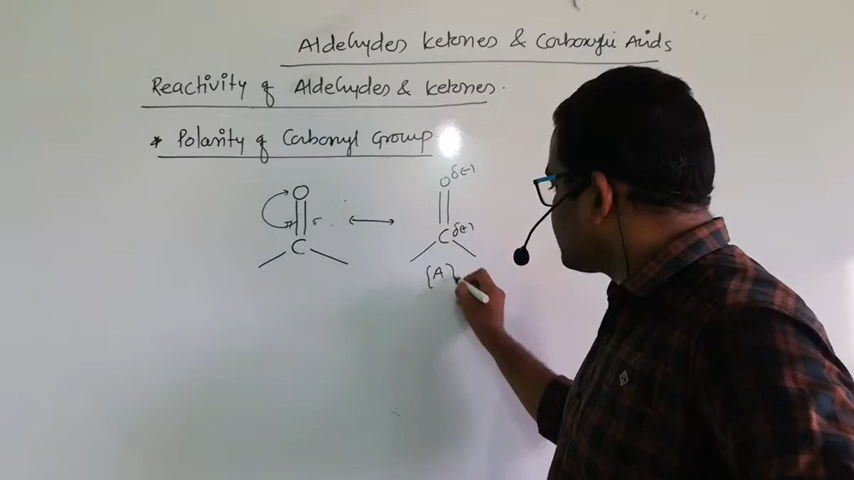 Aldehydes Ketones & Carboxylic Acids
Reactivity of Aldehydes & Ketones.
* Polarity of Carbonyl Group
O O δ(-)
π σ
C C δ(+)
(A)